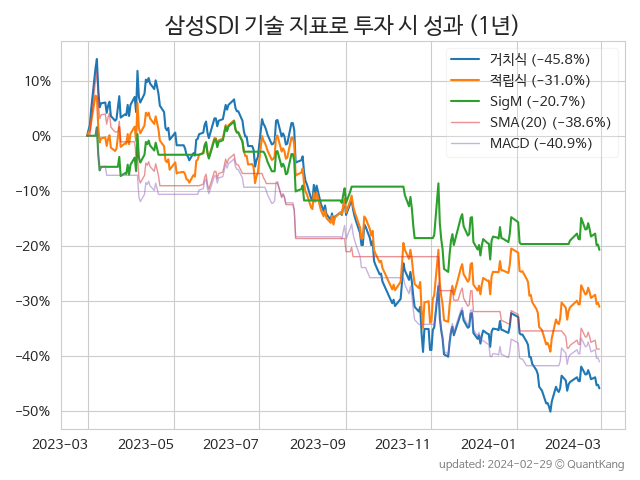 삼성SDI 기술 지표로 투자 시 성과 (1년)
거치식 (−45.8%)
적립식 (−31.0%)
SigM (−20.7%)
SMA(20) (−38.6%)
MACD (−40.9%)
10%
0%
−10%
−20%
−30%
−40%
−50%
2023−03 2023−05 2023−07 2023−09 2023−11 2024−01 2024−03
updated: 2024−02−29 ⓒ QuantKang